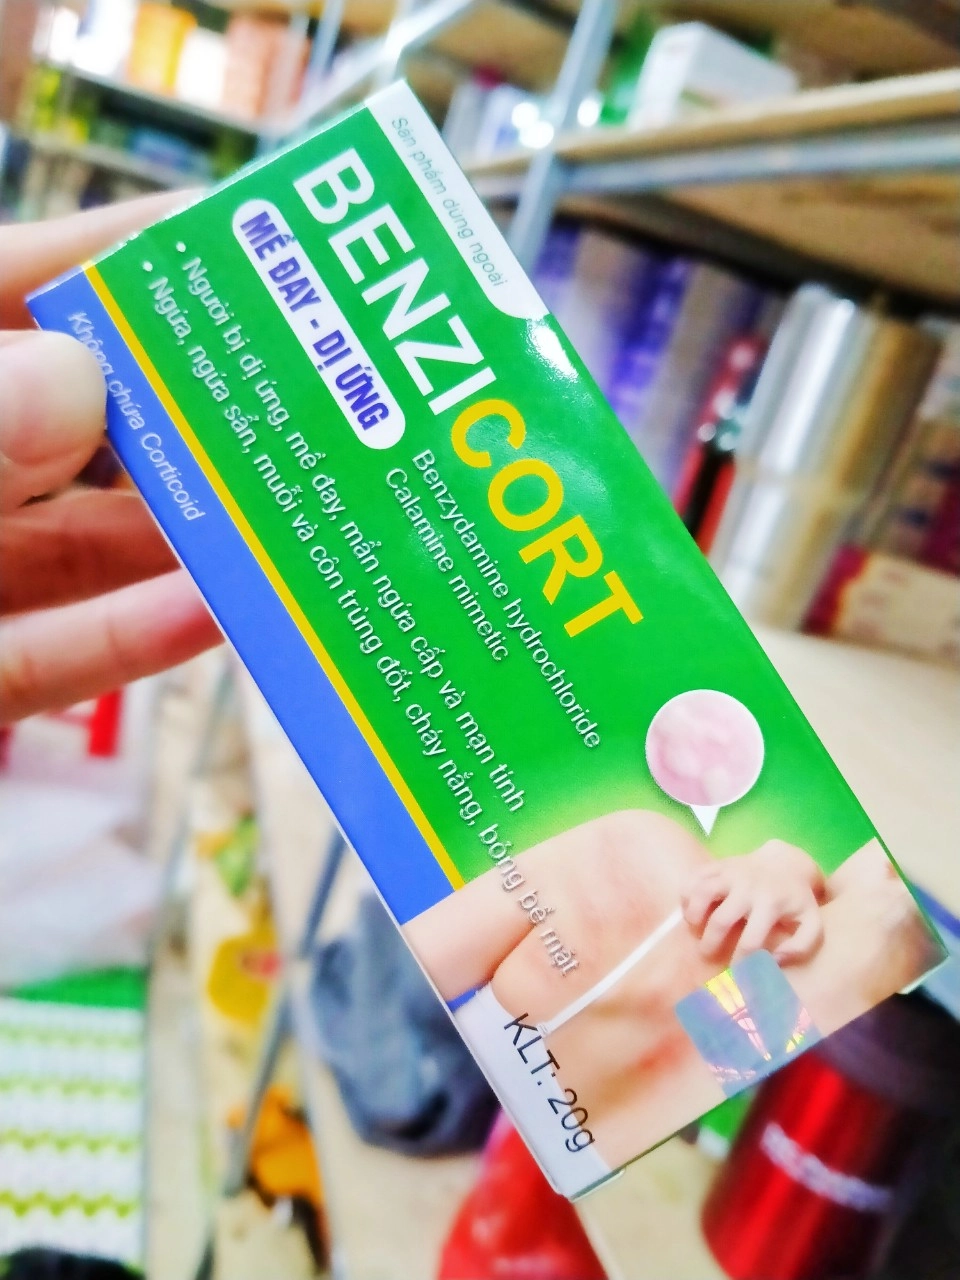 Sản phẩm dùng ngoài
BENZICORT
MỀ ĐAY - DỊ ỨNG
Benzydamine hydrochloride
Calamine mimetic
• Người bị dị ứng, mề đay, mẩn ngứa cấp và mạn tính
• Ngứa, ngứa sẩn, muỗi và côn trùng đốt, cháy nắng, bỏng bề mặt
Không chứa Corticoid
KLT: 20g